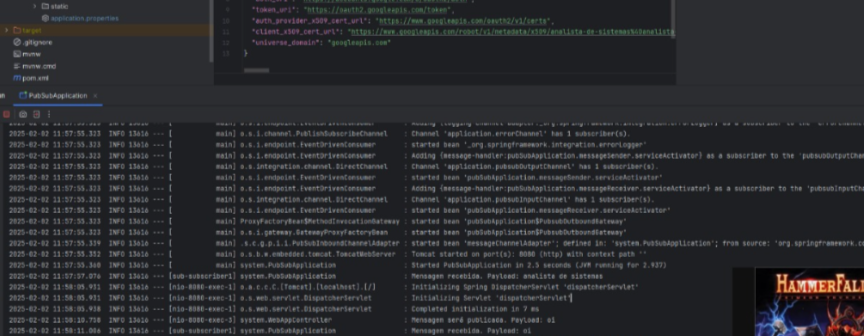 static
application.properties
target
.gitignore
mvnw
mvnw.cmd
pom.xml
"token_uri": "https://oauth2.googleapis.com/token",
"auth_provider_x509_cert_url": "https://www.googleapis.com/oauth2/v1/certs",
"client_x509_cert_url": "https://www.googleapis.com/robot/v1/metadata/x509/analista-de-sistemas%40analista
"universe_domain": "googleapis.com"
}
PubSubApplication
2025-02-02 11:57:55.323 INFO 13616 --- [ main] o.s.i.channel.PublishSubscribeChannel : Channel 'application.errorChannel' has 1 subscriber(s).
2025-02-02 11:57:55.323 INFO 13616 --- [ main] o.s.i.endpoint.EventDrivenConsumer : started bean '_org.springframework.integration.errorLogger'
2025-02-02 11:57:55.323 INFO 13616 --- [ main] o.s.i.endpoint.EventDrivenConsumer : Adding {message-handler:pubSubApplication.messageSender.serviceActivator} as a subscriber to the 'pubsubOutputChannel
2025-02-02 11:57:55.323 INFO 13616 --- [ main] o.s.integration.channel.DirectChannel : Channel 'application.pubsubOutputChannel' has 1 subscriber(s).
2025-02-02 11:57:55.323 INFO 13616 --- [ main] o.s.i.endpoint.EventDrivenConsumer : started bean 'pubSubApplication.messageSender.serviceActivator'
2025-02-02 11:57:55.323 INFO 13616 --- [ main] o.s.i.endpoint.EventDrivenConsumer : Adding {message-handler:pubSubApplication.messageReceiver.serviceActivator} as a subscriber to the 'pubsubInputChann
2025-02-02 11:57:55.323 INFO 13616 --- [ main] o.s.integration.channel.DirectChannel : Channel 'application.pubsubInputChannel' has 1 subscriber(s).
2025-02-02 11:57:55.323 INFO 13616 --- [ main] o.s.i.endpoint.EventDrivenConsumer : started bean 'pubSubApplication.messageReceiver.serviceActivator'
2025-02-02 11:57:55.323 INFO 13616 --- [ main] ProxyFactoryBean$MethodInvocationGateway : started bean 'pubSubApplication$PubsubOutboundGateway'
2025-02-02 11:57:55.323 INFO 13616 --- [ main] o.s.i.gateway.GatewayProxyFactoryBean : started bean 'pubSubApplication$PubsubOutboundGateway'
2025-02-02 11:57:55.339 INFO 13616 --- [ main] .s.c.g.p.i.i.PubSubInboundChannelAdapter : started bean 'messageChannelAdapter'; defined in: 'system.PubSubApplication'; from source: 'org.springframework.co
2025-02-02 11:57:55.352 INFO 13616 --- [ main] o.s.b.w.embedded.tomcat.TomcatWebServer : Tomcat started on port(s): 8080 (http) with context path ''
2025-02-02 11:57:55.368 INFO 13616 --- [ main] system.PubSubApplication : Started PubSubApplication in 2.5 seconds (JVM running for 2.927)
2025-02-02 11:57:57.076 INFO 13616 --- [sub-subscriber1] system.PubSubApplication : Mensagem recebida. Payload: analista de sistemas
2025-02-02 11:58:05.931 INFO 13616 --- [nio-8080-exec-1] o.a.c.c.C.[Tomcat].[localhost].[/] : Initializing Spring DispatcherServlet 'dispatcherServlet'
2025-02-02 11:58:05.931 INFO 13616 --- [nio-8080-exec-1] o.s.web.servlet.DispatcherServlet : Initializing Servlet 'dispatcherServlet'
2025-02-02 11:58:05.938 INFO 13616 --- [nio-8080-exec-1] o.s.web.servlet.DispatcherServlet : Completed initialization in 7 ms
2025-02-02 11:58:10.758 INFO 13616 --- [nio-8080-exec-3] system.WebAppController : Mensagem será publicada. Payload: oi
2025-02-02 11:58:11.066 INFO 13616 --- [sub-subscriber2] system.PubSubApplication : Mensagem recebida. Payload: oi
HAMMERFALL